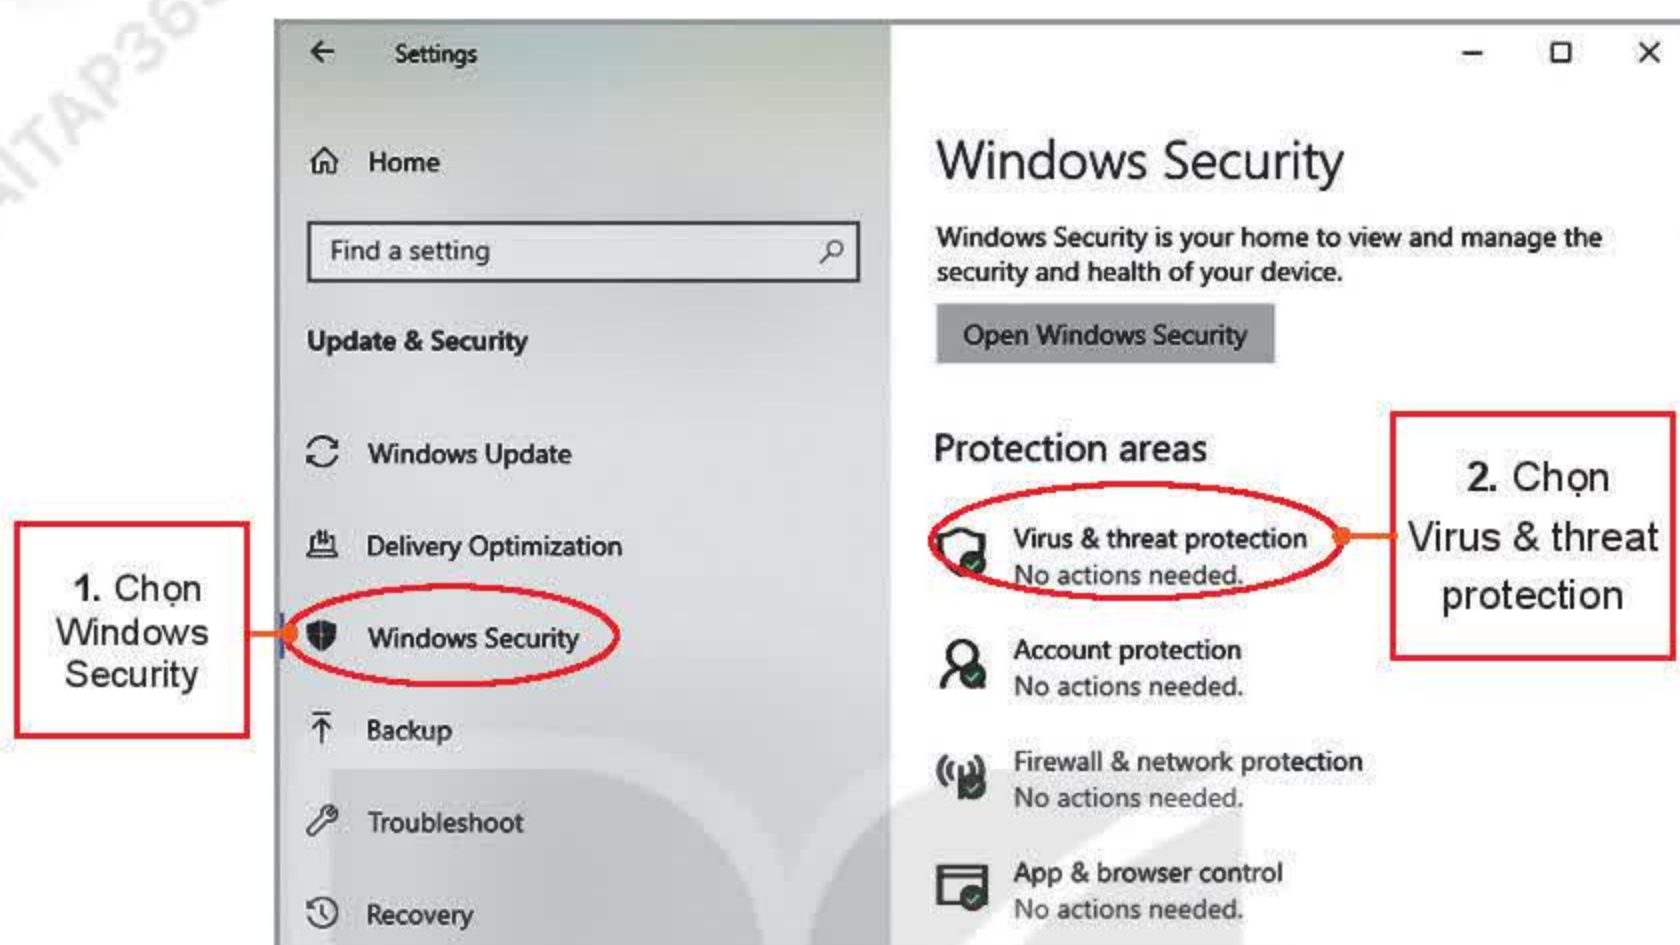 Settings
Home
Find a setting
Update & Security
Windows Update
Delivery Optimization
Windows Security
Backup
Troubleshoot
Recovery
1. Chọn
Windows
Security
Windows Security
Windows Security is your home to view and manage the
security and health of your device.
Open Windows Security
Protection areas
Virus & threat protection
No actions needed.
Account protection
No actions needed.
Firewall & network protection
No actions needed.
App & browser control
No actions needed.
2. Chọn
Virus & threat
protection